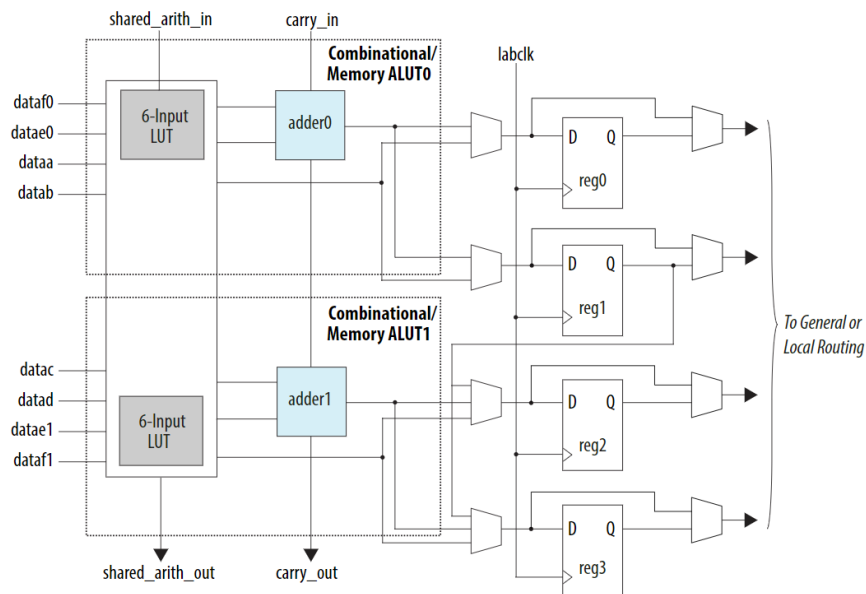 shared_arith_in
carry_in
Combinational/
Memory ALUT0
labclk
dataf0
datae0
dataa
datab
6-Input
LUT
adder0
D Q
reg0
D Q
reg1
Combinational/
Memory ALUT1
To General or
Local Routing
datac
datad
datae1
dataf1
6-Input
LUT
adder1
D Q
reg2
D Q
reg3
shared_arith_out
carry_out